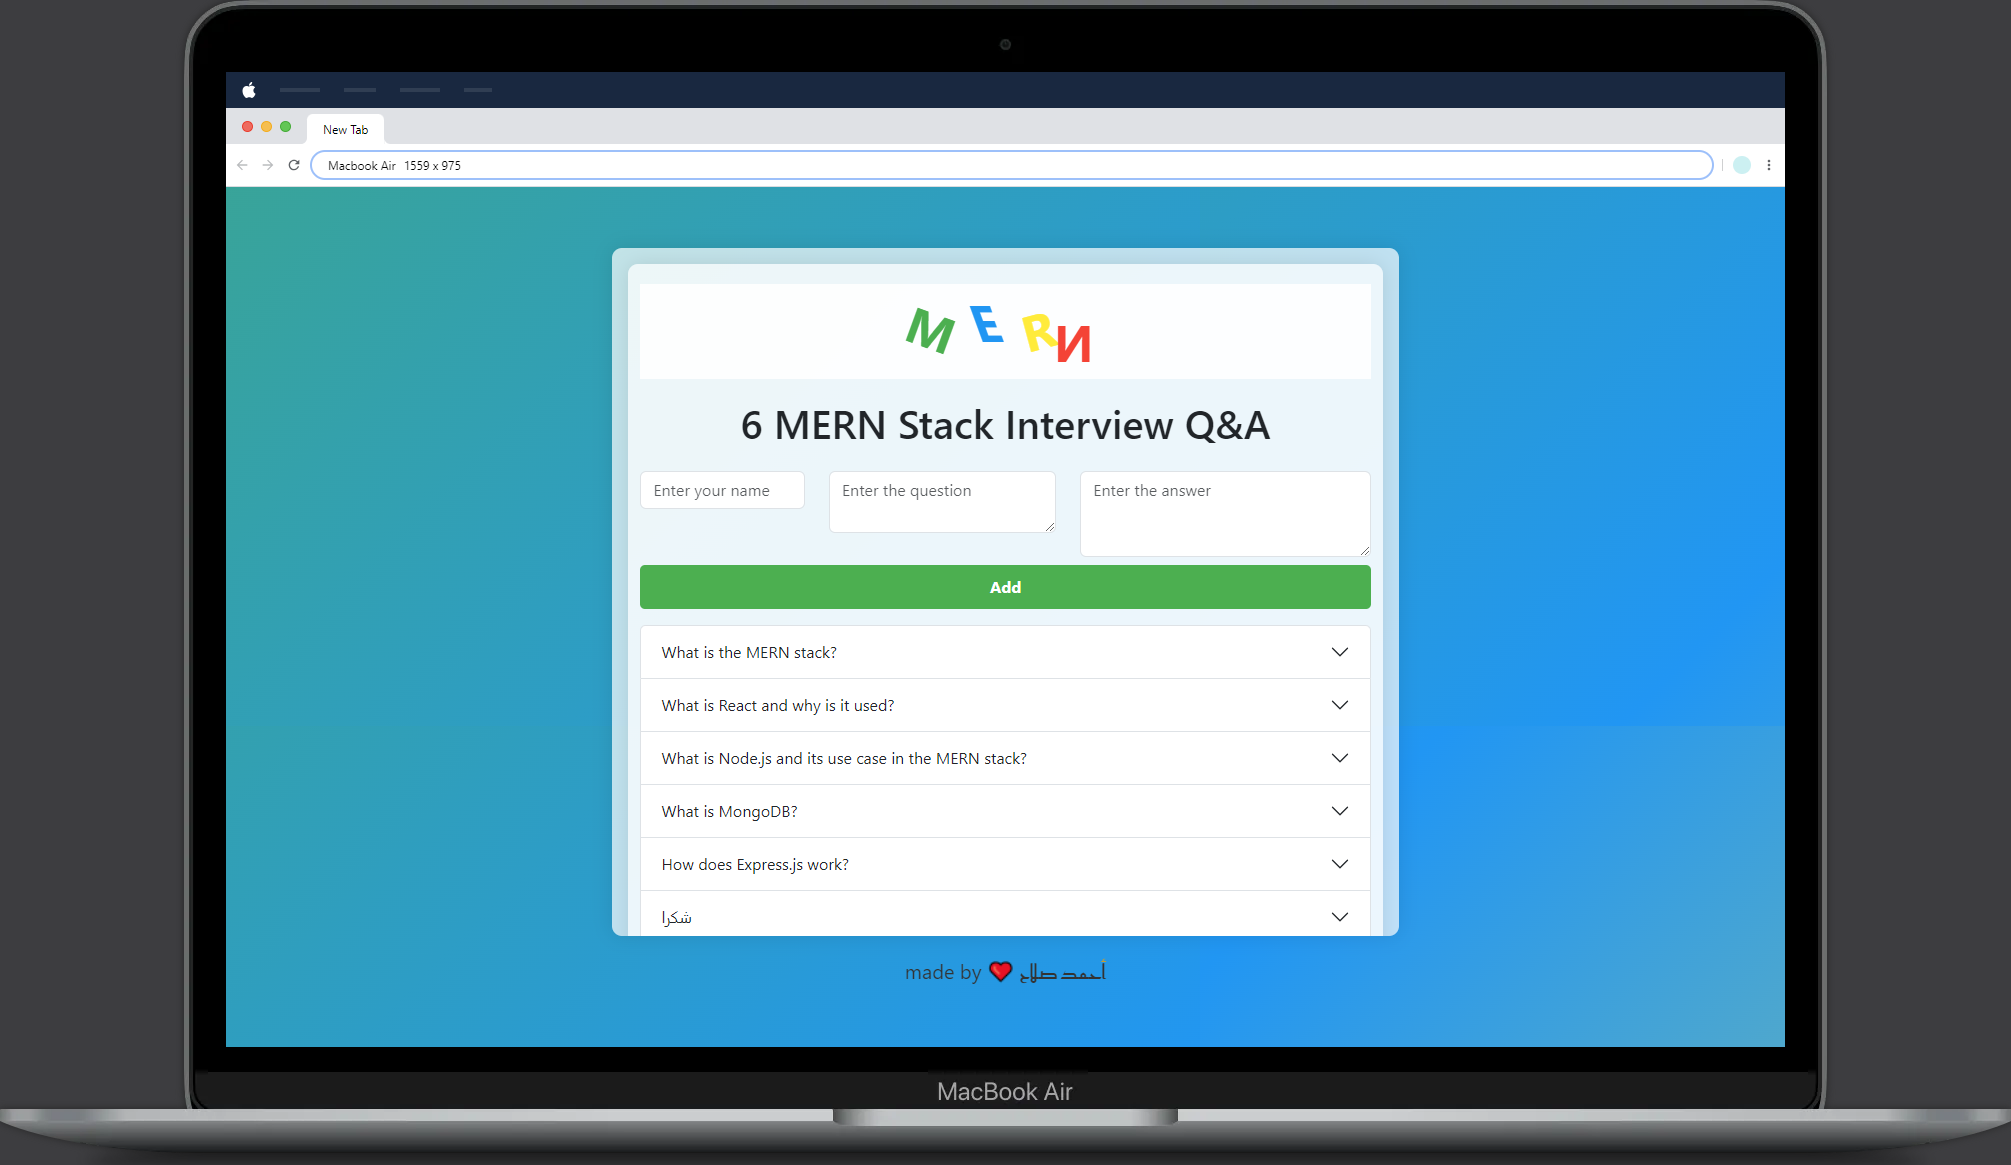 New Tab
Macbook Air 1559 x 975
MERN
6 MERN Stack Interview Q&A
Enter your name
Enter the question
Enter the answer
Add
What is the MERN stack?
What is React and why is it used?
What is Node.js and its use case in the MERN stack?
What is MongoDB?
How does Express.js work?
شكرا
made by ❤️ أحمد صلاح
MacBook Air